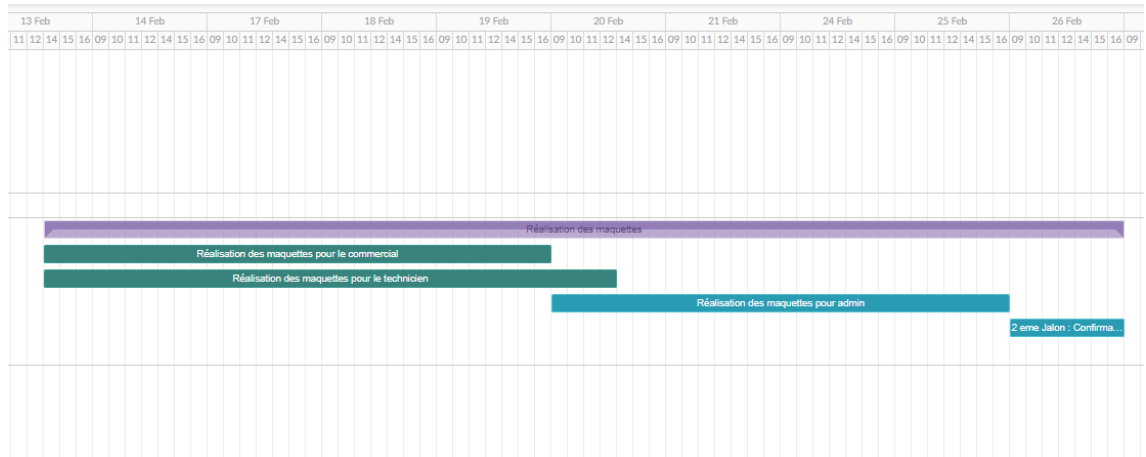 13 Feb 14 Feb 17 Feb 18 Feb 19 Feb 20 Feb 21 Feb 24 Feb 25 Feb 26 Feb
11 12 14 15 16 09 10 11 12 14 15 16 09 10 11 12 14 15 16 09 10 11 12 14 15 16 09 10 11 12 14 15 16 09 10 11 12 14 15 16 09 10 11 12 14 15 16 09 10 11 12 14 15 16 09 10 11 12 14 15 16 09 10 11 12 14 15 16 09
Réalisation des maquettes
Réalisation des maquettes pour le commercial
Réalisation des maquettes pour le technicien
Réalisation des maquettes pour admin
2 eme Jalon : Confirma...